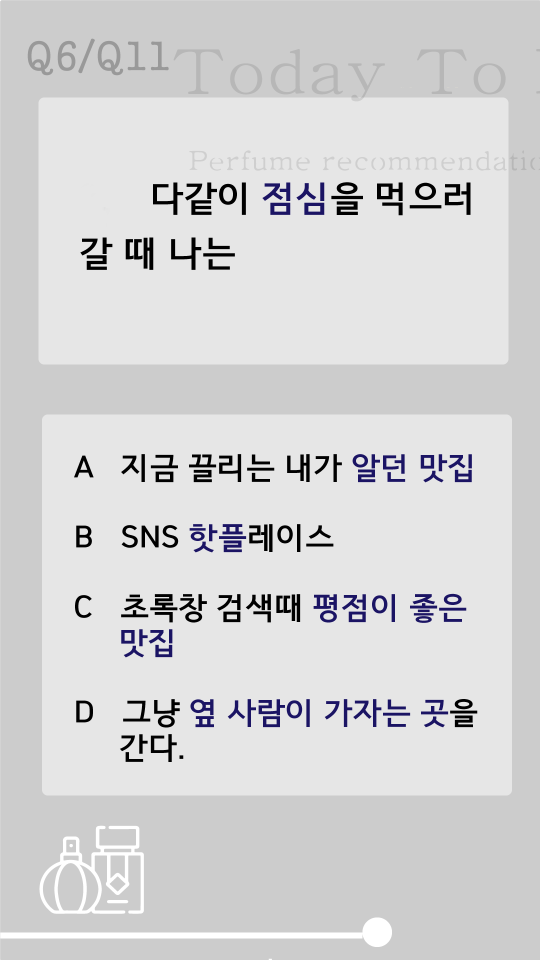 Q6/Q11
Today To
Perfume recommendatio
다같이 점심을 먹으러
갈 때 나는
A 지금 끌리는 내가 알던 맛집
B SNS 핫플레이스
C 초록창 검색때 평점이 좋은
맛집
D 그냥 옆 사람이 가자는 곳을
간다.